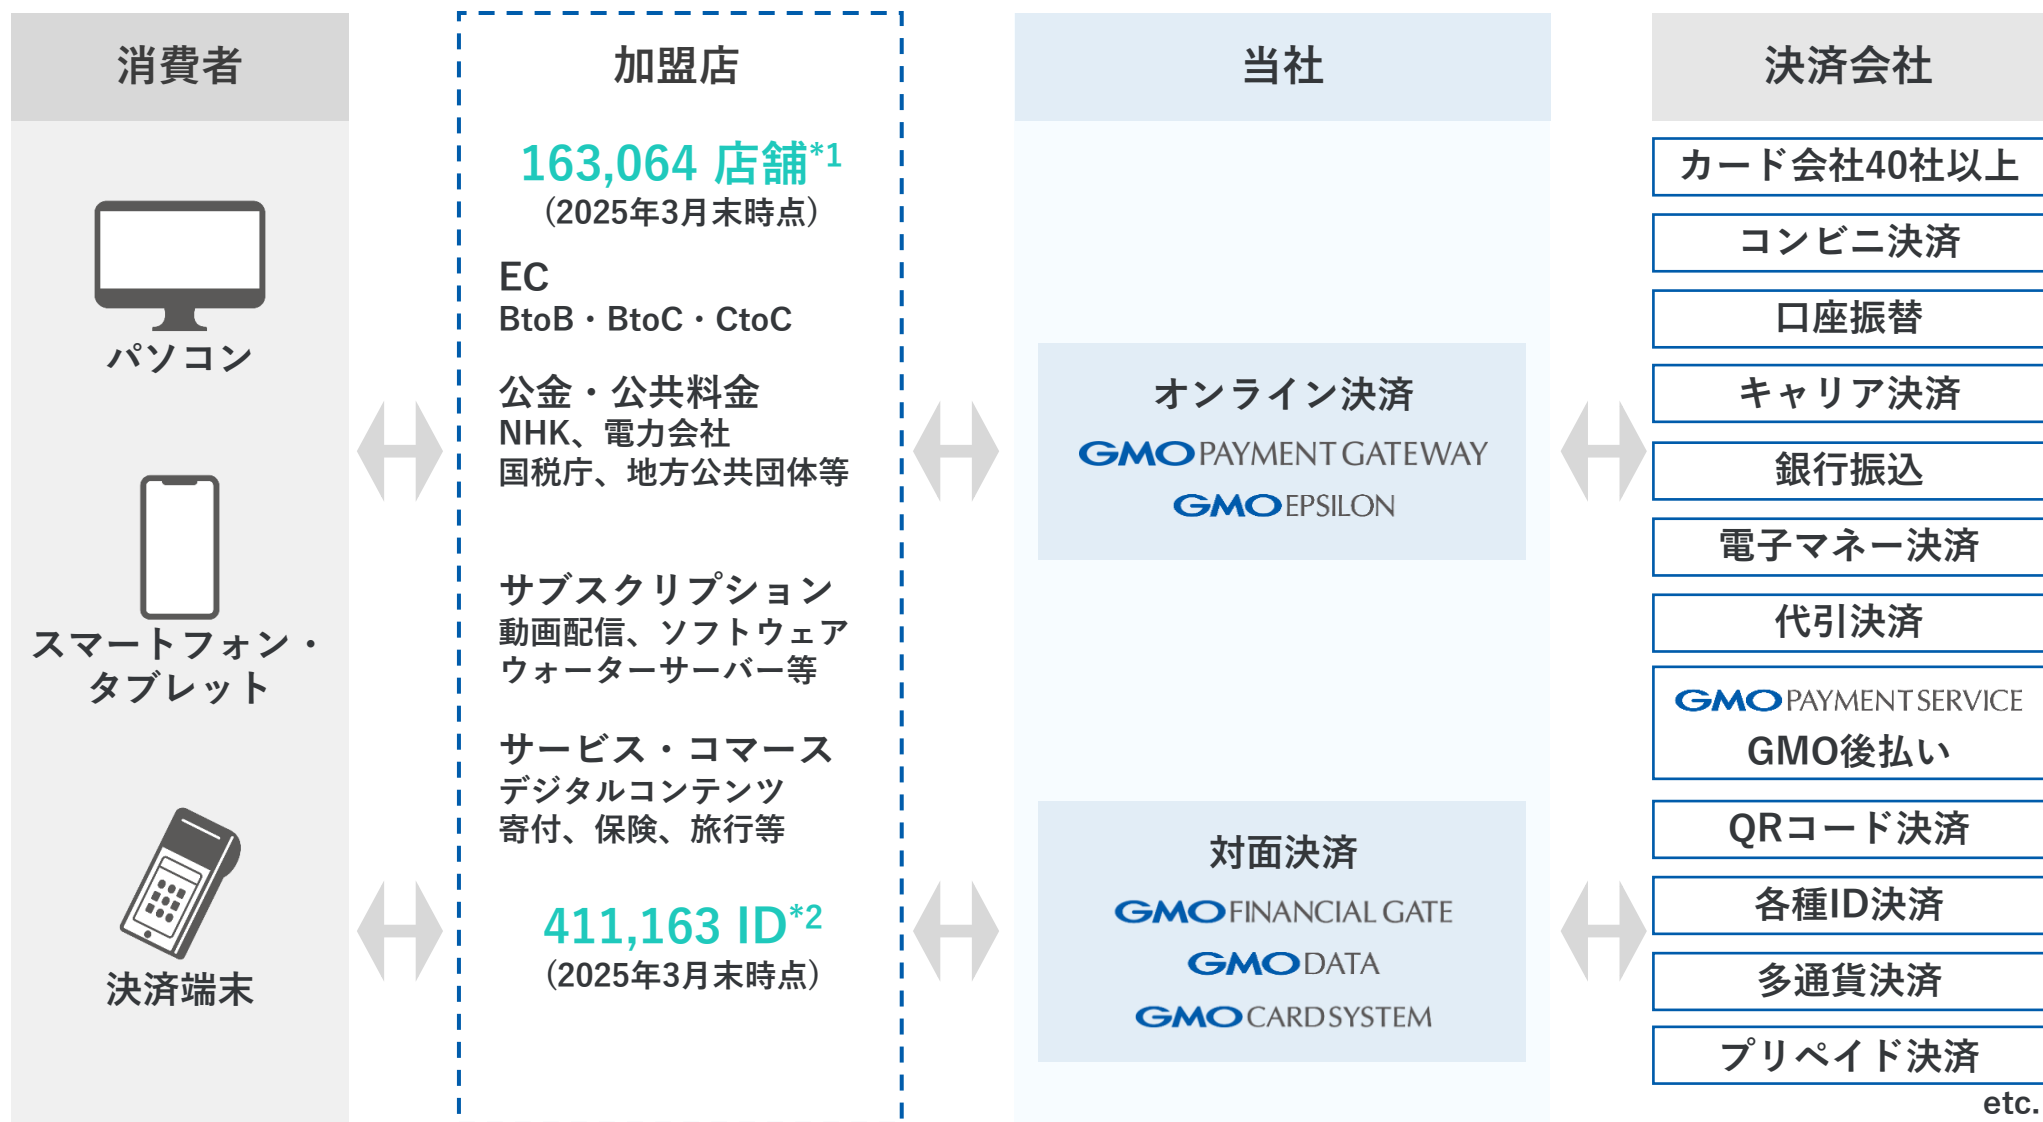 消費者
パソコン
スマートフォン・
タブレット
決済端末
加盟店
163,064 店舗*1
(2025年3月末時点)
EC
BtoB・BtoC・CtoC
公金・公共料金
NHK、電力会社
国税庁、地方公共団体等
サブスクリプション
動画配信、ソフトウェア
ウォーターサーバー等
サービス・コマース
デジタルコンテンツ
寄付、保険、旅行等
411,163 ID*2
(2025年3月末時点)
当社
オンライン決済
GMO PAYMENT GATEWAY
GMO EPSILON
対面決済
GMO FINANCIAL GATE
GMO DATA
GMO CARD SYSTEM
決済会社
カード会社40社以上
コンビニ決済
口座振替
キャリア決済
銀行振込
電子マネー決済
代引決済
GMO PAYMENT SERVICE
GMO後払い
QRコード決済
各種ID決済
多通貨決済
プリペイド決済
etc.